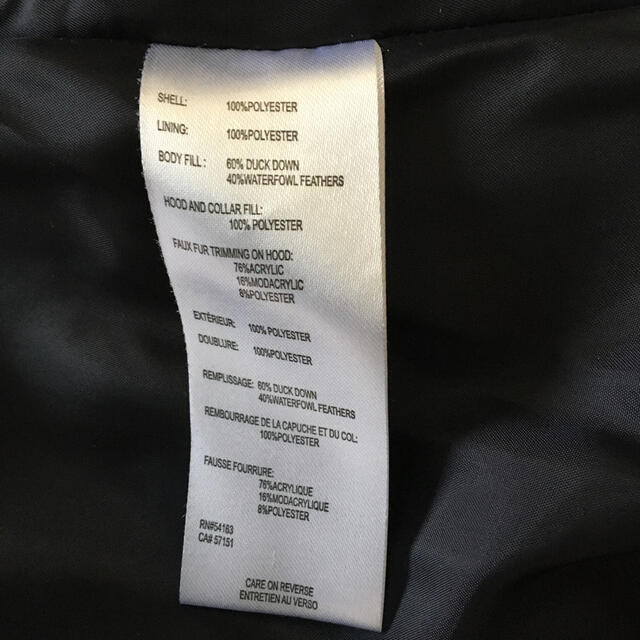 SHELL: 100%POLYESTER
LINING: 100%POLYESTER
BODY FILL : 60% DUCK DOWN
40%WATERFOWL FEATHERS
HOOD AND COLLAR FILL:
100% POLYESTER
FAUX FUR TRIMMING ON HOOD:
76%ACRYLIC
16%MODACRYLIC
8%POLYESTER
EXTÉRIEUR: 100%POLYESTER
DOUBLURE: 100%POLYESTER
REMPLISSAGE: 60% DUCK DOWN
40%WATERFOWL FEATHERS
REMBOURRAGE DE LA CAPUCHE ET DU COL:
100%POLYESTER
FAUSSE FOURRURE:
76%ACRYLIQUE
16%MODACRYLIQUE
8%POLYESTER
RN#54163
CA# 57151
CARE ON REVERSE
ENTRETIEN AU VERSO